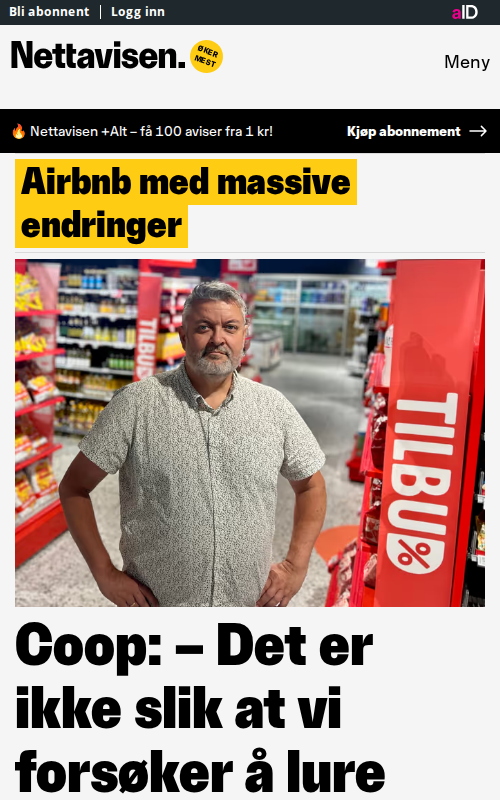 Bli abonnent
Logg inn
aID
Nettavisen.
ØKER
MEST
Meny
🔥 Nettavisen +Alt – få 100 aviser fra 1 kr!
Kjøp abonnement →
Airbnb med massive
endringer
TILBUD
TILBU%
Coop: – Det er
ikke slik at vi
forsøker å lure